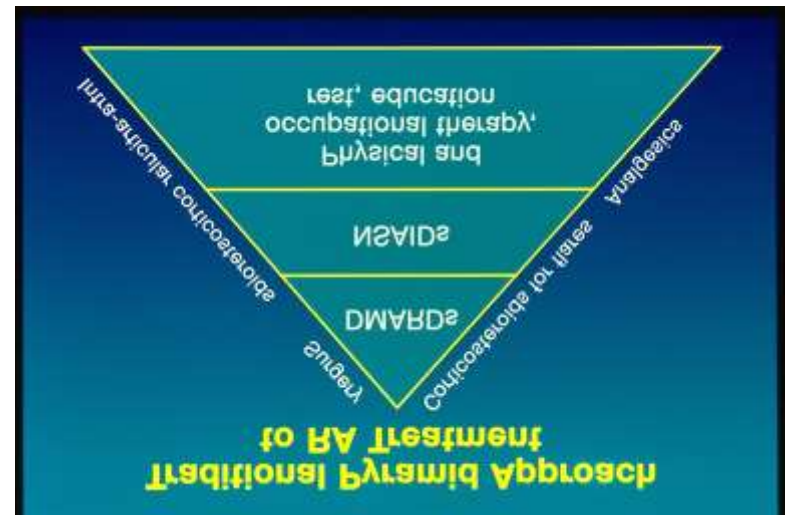 Traditional Pyramid Approach
to RA Treatment
Surgery
Corticosteroids for flares
DMARDs
NSAIDs
Intra-articular corticosteroids
Analgesics
Physical and
occupational therapy,
rest, education